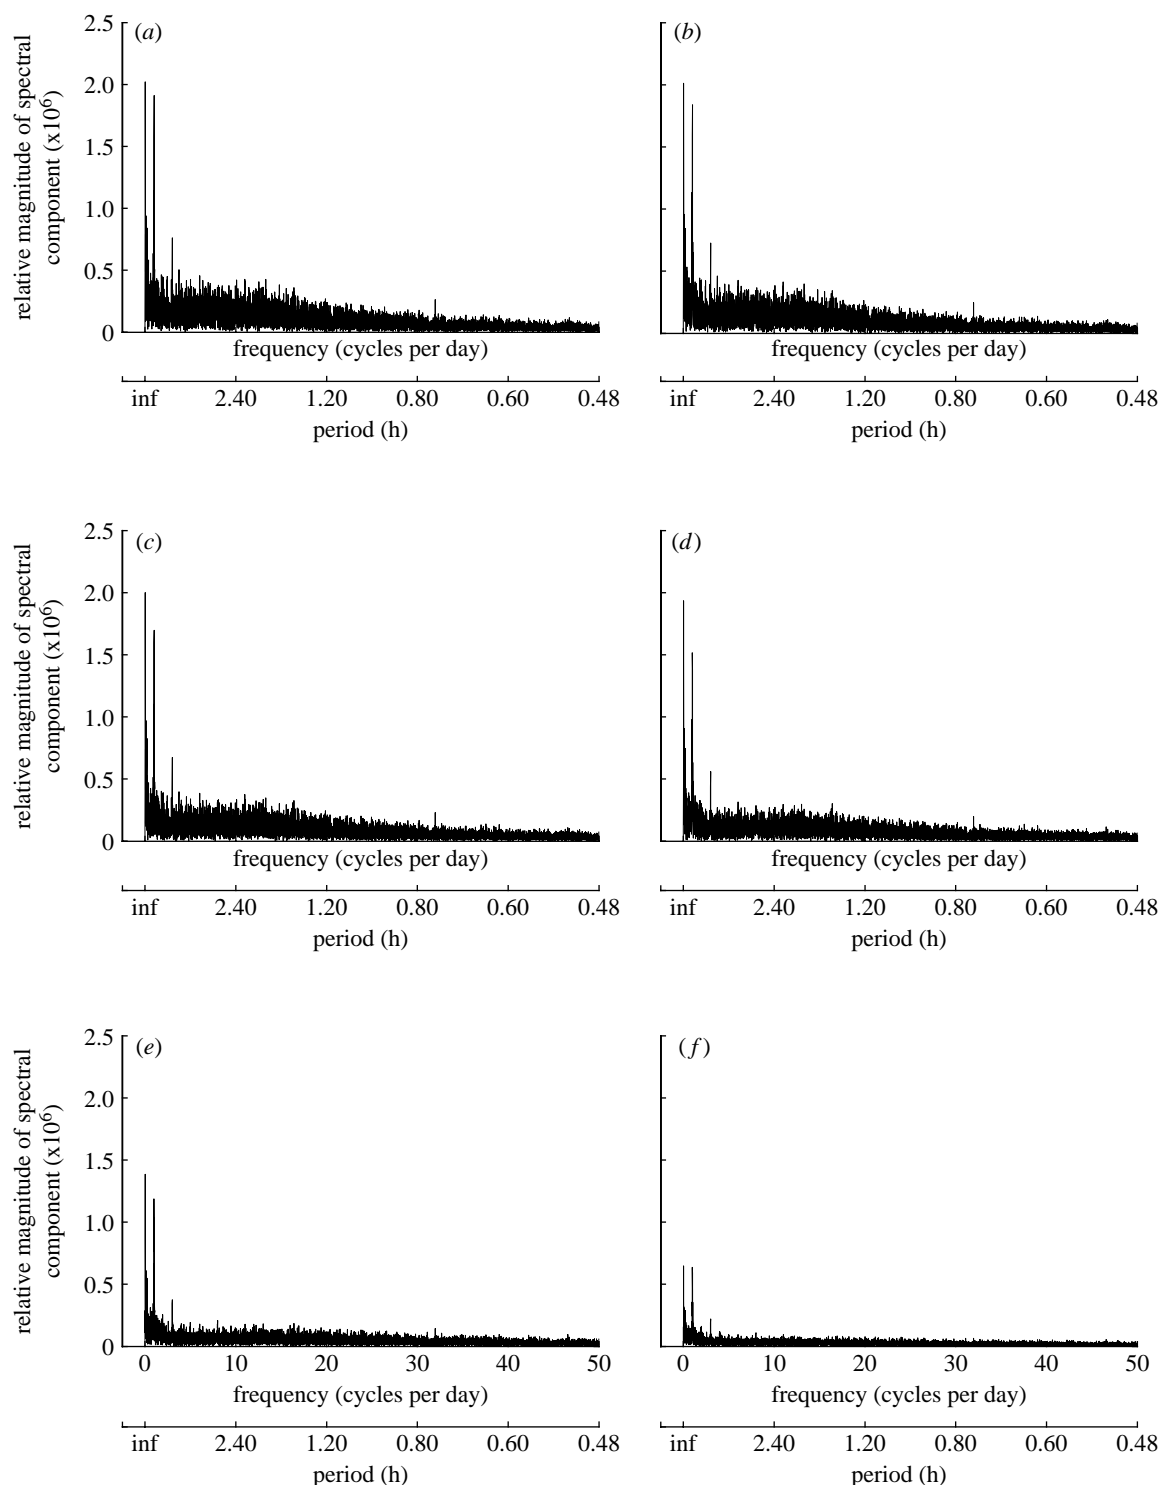 (a)
2.5
2.0
1.5
1.0
0.5
0
relative magnitude of spectral
component (x10⁶)
frequency (cycles per day)
inf 2.40 1.20 0.80 0.60 0.48
period (h)
(b)
frequency (cycles per day)
inf 2.40 1.20 0.80 0.60 0.48
period (h)
(c)
2.5
2.0
1.5
1.0
0.5
0
relative magnitude of spectral
component (x10⁶)
frequency (cycles per day)
inf 2.40 1.20 0.80 0.60 0.48
period (h)
(d)
frequency (cycles per day)
inf 2.40 1.20 0.80 0.60 0.48
period (h)
(e)
2.5
2.0
1.5
1.0
0.5
0
relative magnitude of spectral
component (x10⁶)
0 10 20 30 40 50
frequency (cycles per day)
inf 2.40 1.20 0.80 0.60 0.48
period (h)
(f)
0 10 20 30 40 50
frequency (cycles per day)
inf 2.40 1.20 0.80 0.60 0.48
period (h)